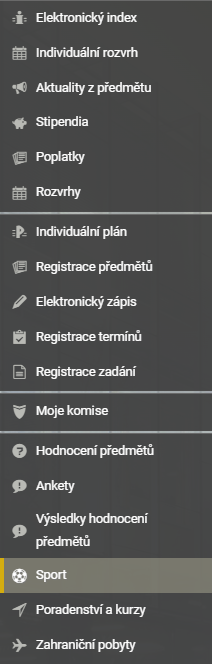 Elektronický index
Individuální rozvrh
Aktuality z předmětu
Stipendia
Poplatky
Rozvrhy
Individuální plán
Registrace předmětů
Elektronický zápis
Registrace termínů
Registrace zadání
Moje komise
Hodnocení předmětů
Ankety
Výsledky hodnocení
předmětů
Sport
Poradenství a kurzy
Zahraniční pobyty